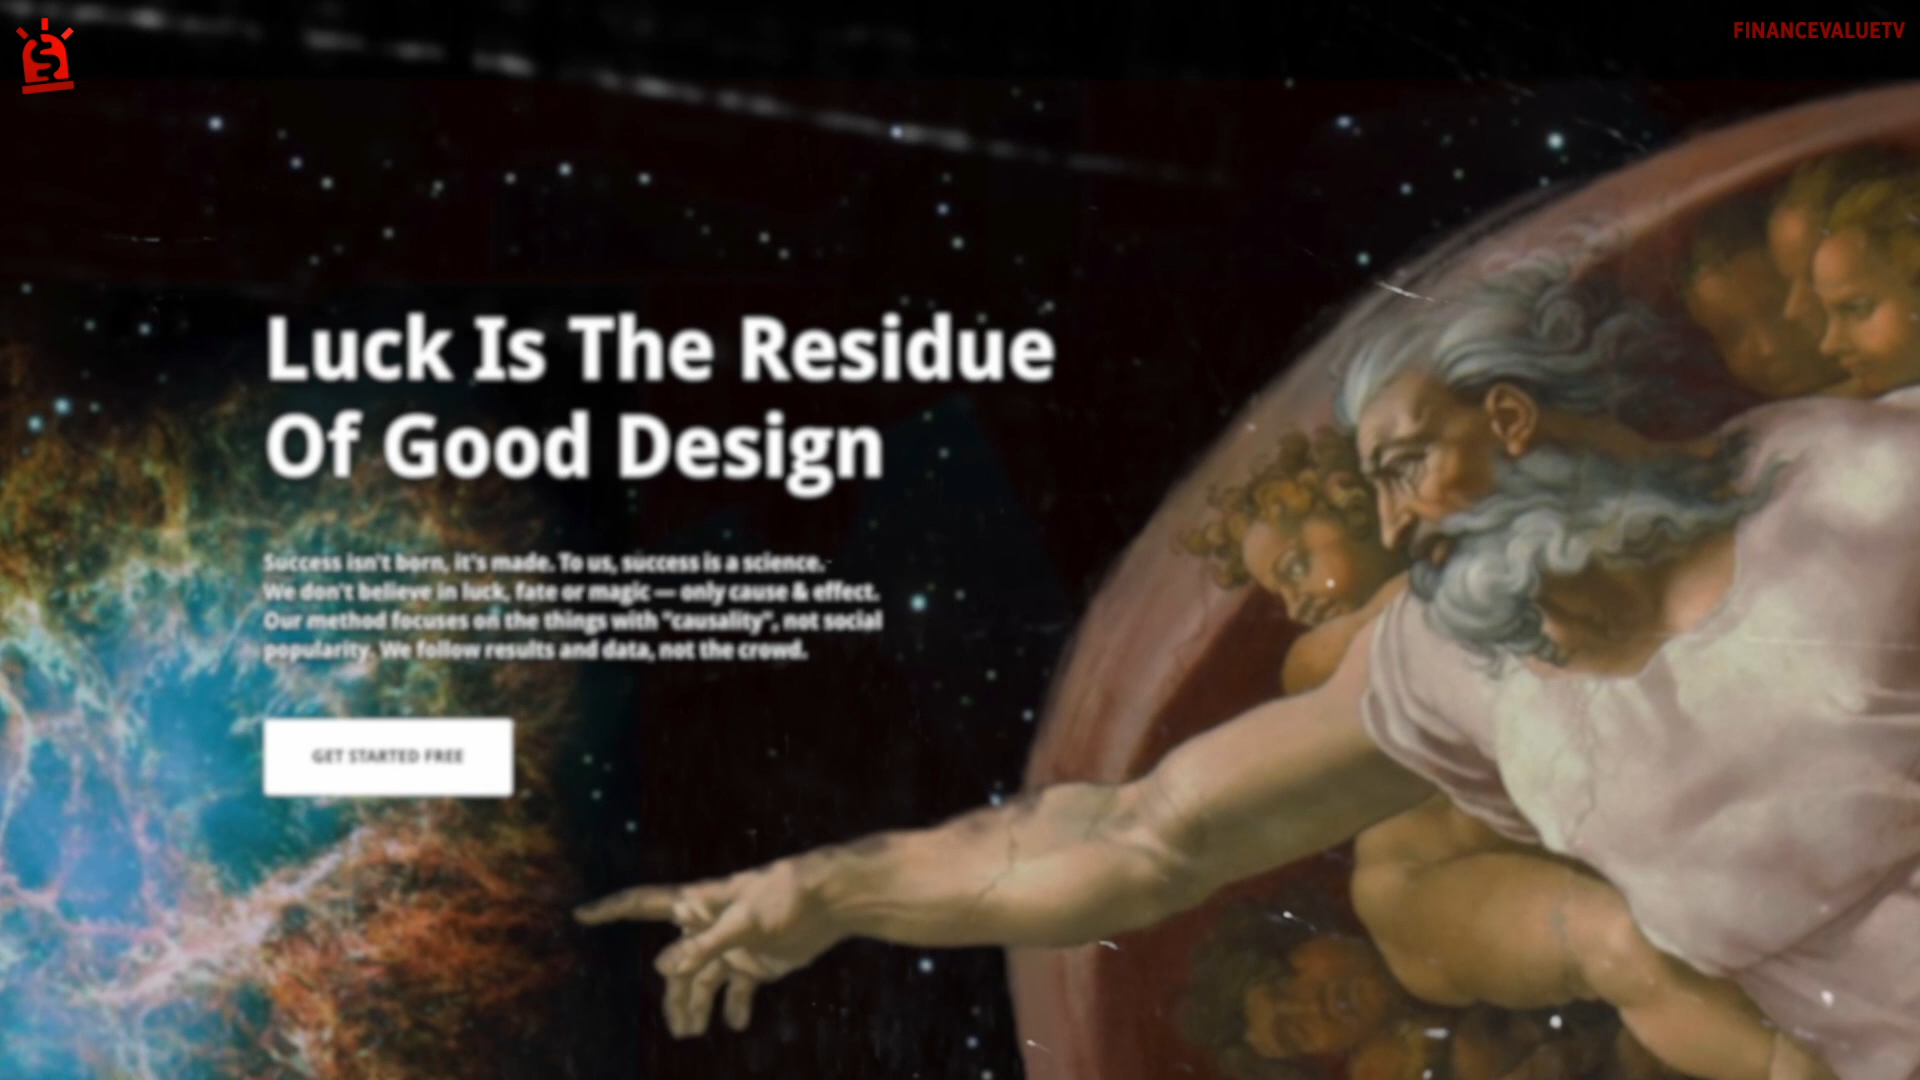 FINANCEVALUETV
Luck Is The Residue
Of Good Design
Success isn't born, it's made. To us, success is a science.
We don't believe in luck, fate or magic — only cause & effect.
Our method focuses on the things with "causality", not social
popularity. We follow results and data, not the crowd.
GET STARTED FREE